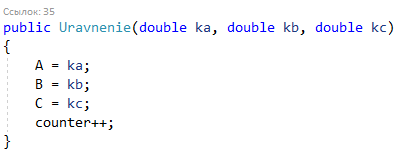 Ссылок: 35
public Uravnenie(double ka, double kb, double kc)
{
    A = ka;
    B = kb;
    C = kc;
    counter++;
}